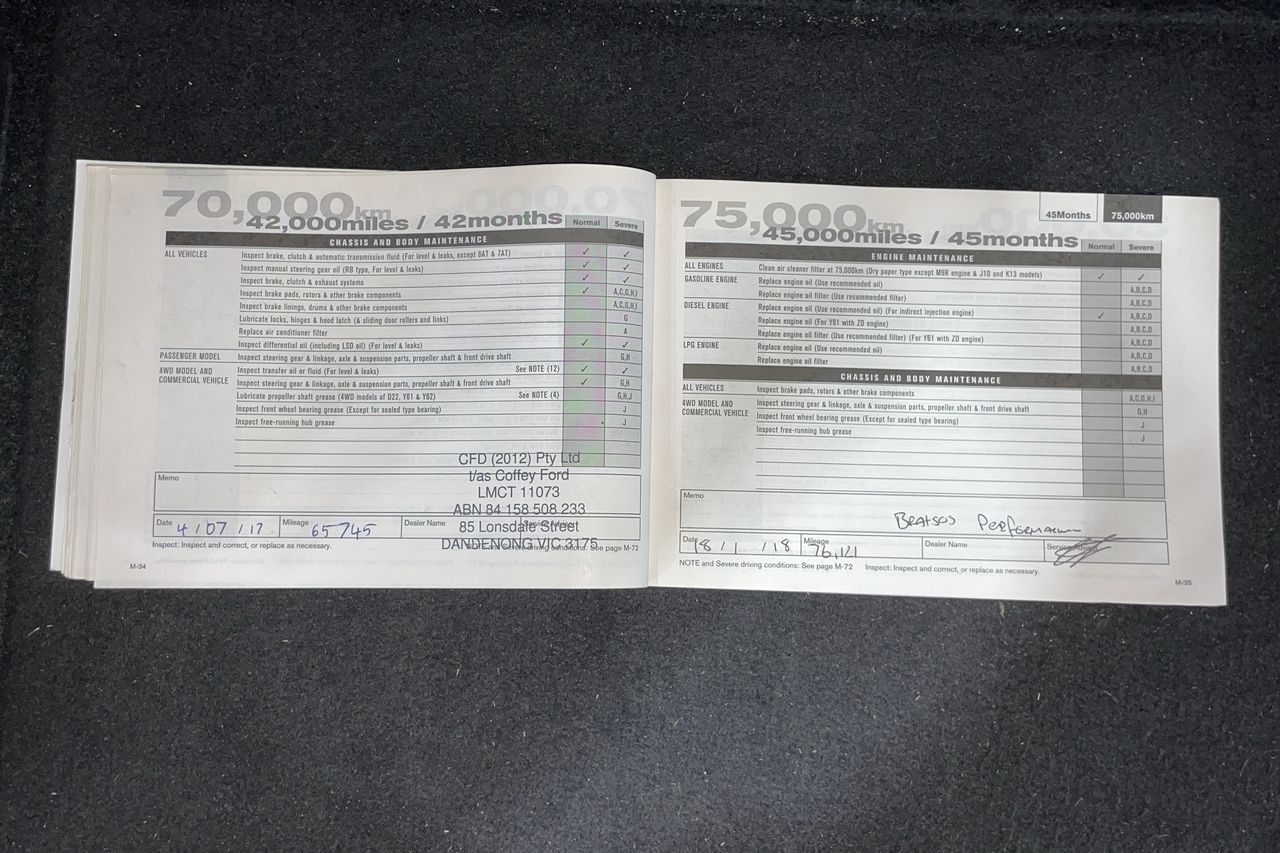 70,000km
42,000miles / 42months
Normal Severe
CHASSIS AND BODY MAINTENANCE
ALL VEHICLES Inspect brake, clutch & automatic transmission fluid (For level & leaks, except 6AT & 7AT) ✓ ✓
Inspect manual steering gear oil (RB type, For level & leaks) ✓ ✓
Inspect brake, clutch & exhaust systems ✓ ✓
Inspect brake pads, rotors & other brake components ✓ A,C,G,H,I
Inspect brake linings, drums & other brake components A,C,G,H,I
Lubricate locks, hinges & hood latch (& sliding door rollers and links) G
Replace air conditioner filter A
Inspect differential oil (including LSD oil) (For level & leaks) ✓ ✓
PASSENGER MODEL Inspect steering gear & linkage, axle & suspension parts, propeller shaft & front drive shaft G,H
4WD MODEL AND COMMERCIAL VEHICLE Inspect transfer oil or fluid (For level & leaks) See NOTE (12) ✓ ✓
Inspect steering gear & linkage, axle & suspension parts, propeller shaft & front drive shaft ✓ G,H
Lubricate propeller shaft grease (4WD models of D22, Y61 & Y62) See NOTE (4) G,H,J
Inspect front wheel bearing grease (Except for sealed type bearing) J
Inspect free-running hub grease J
CFD (2012) Pty Ltd
t/as Coffey Ford
LMCT 11073
ABN 84 158 508 233
85 Lonsdale Street
DANDENONG VIC 3175
Memo
Date 4/07/17 Mileage 65745 Dealer Name
Inspect: Inspect and correct, or replace as necessary. See page M-72
M-34
45Months 75,000km
75,000km
45,000miles / 45months
Normal Severe
ENGINE MAINTENANCE
ALL ENGINES Clean air cleaner filter at 75,000km (Dry paper type except M9R engine & J10 and K13 models) ✓ ✓
GASOLINE ENGINE Replace engine oil (Use recommended oil) A,B,C,D
Replace engine oil filter (Use recommended filter) A,B,C,D
DIESEL ENGINE Replace engine oil (Use recommended oil) (For indirect injection engine) ✓ A,B,C,D
Replace engine oil (For Y61 with ZD engine) A,B,C,D
Replace engine oil filter (Use recommended filter) (For Y61 with ZD engine) A,B,C,D
LPG ENGINE Replace engine oil (Use recommended oil) A,B,C,D
Replace engine oil filter A,B,C,D
CHASSIS AND BODY MAINTENANCE
ALL VEHICLES Inspect brake pads, rotors & other brake components A,C,G,H,I
4WD MODEL AND COMMERCIAL VEHICLE Inspect steering gear & linkage, axle & suspension parts, propeller shaft & front drive shaft G,H
Inspect front wheel bearing grease (Except for sealed type bearing) J
Inspect free-running hub grease J
Memo
Date 18/1/18 Mileage 76,121 Dealer Name Service Advisor
NOTE and Severe driving conditions: See page M-72 Inspect: Inspect and correct, or replace as necessary.
M-35